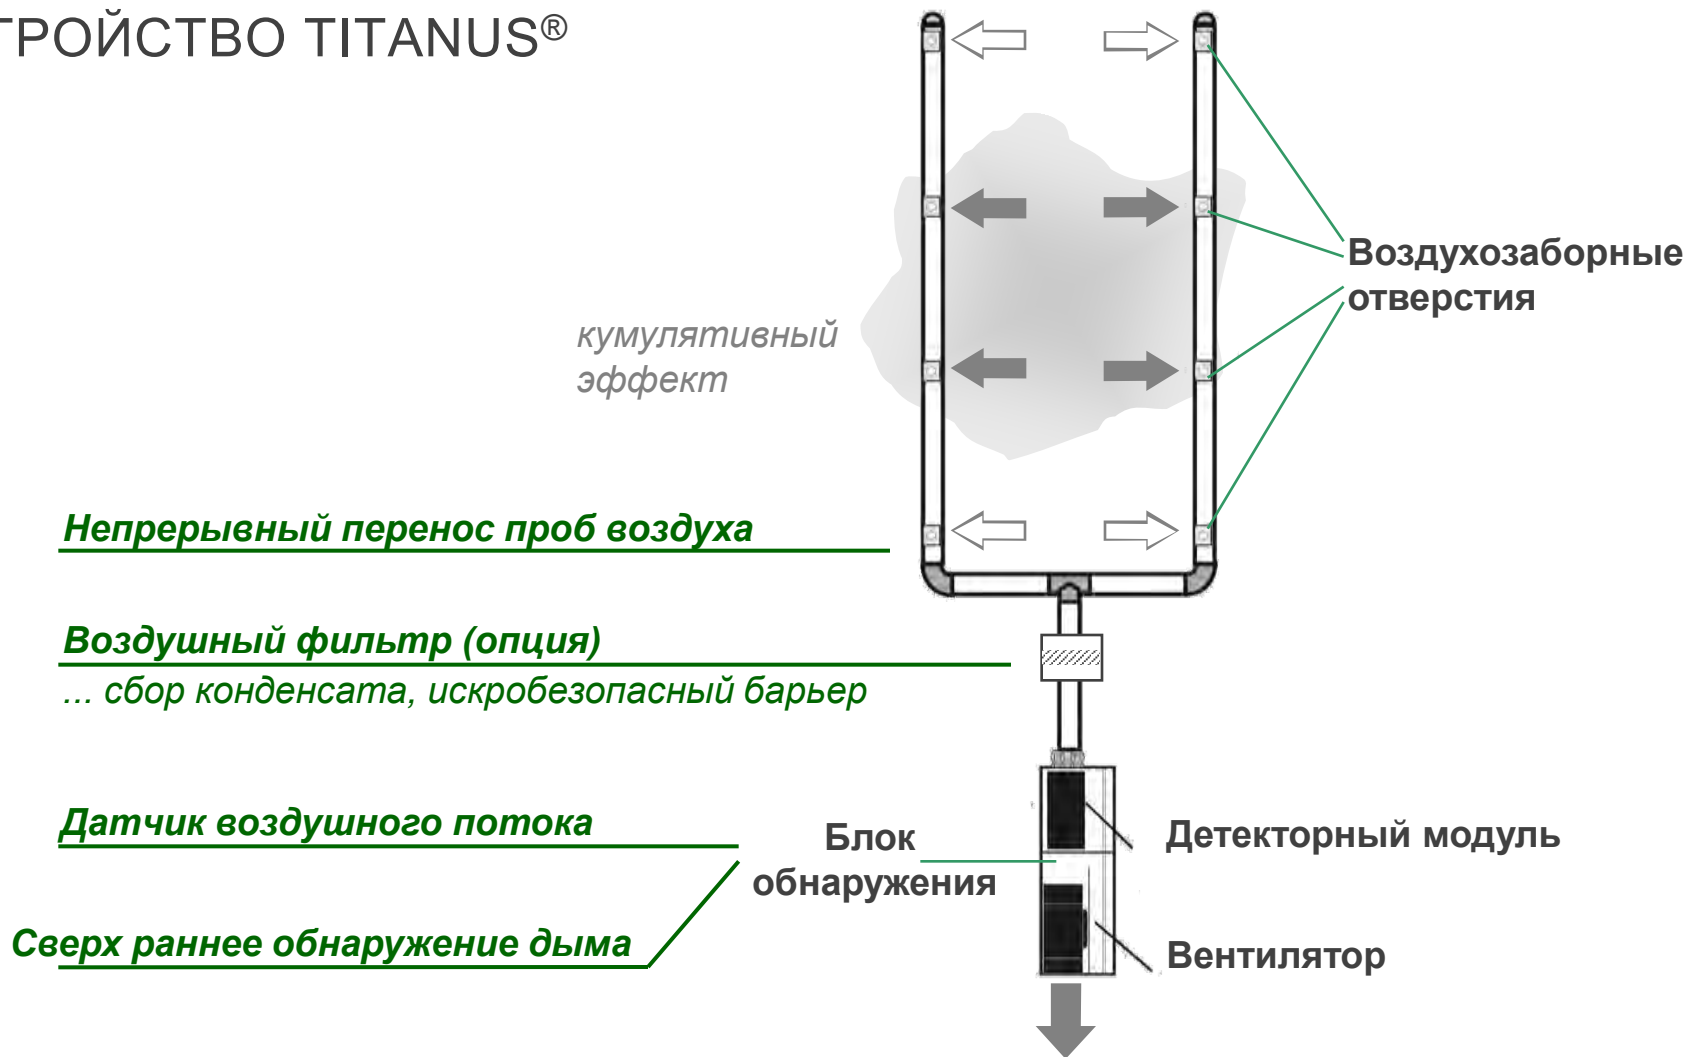 ТРОЙСТВО TITANUS®
Воздухозаборные
отверстия
кумулятивный
эффект
Непрерывный перенос проб воздуха
Воздушный фильтр (опция)
... сбор конденсата, искробезопасный барьер
Датчик воздушного потока
Блок
обнаружения
Детекторный модуль
Сверх раннее обнаружение дыма
Вентилятор